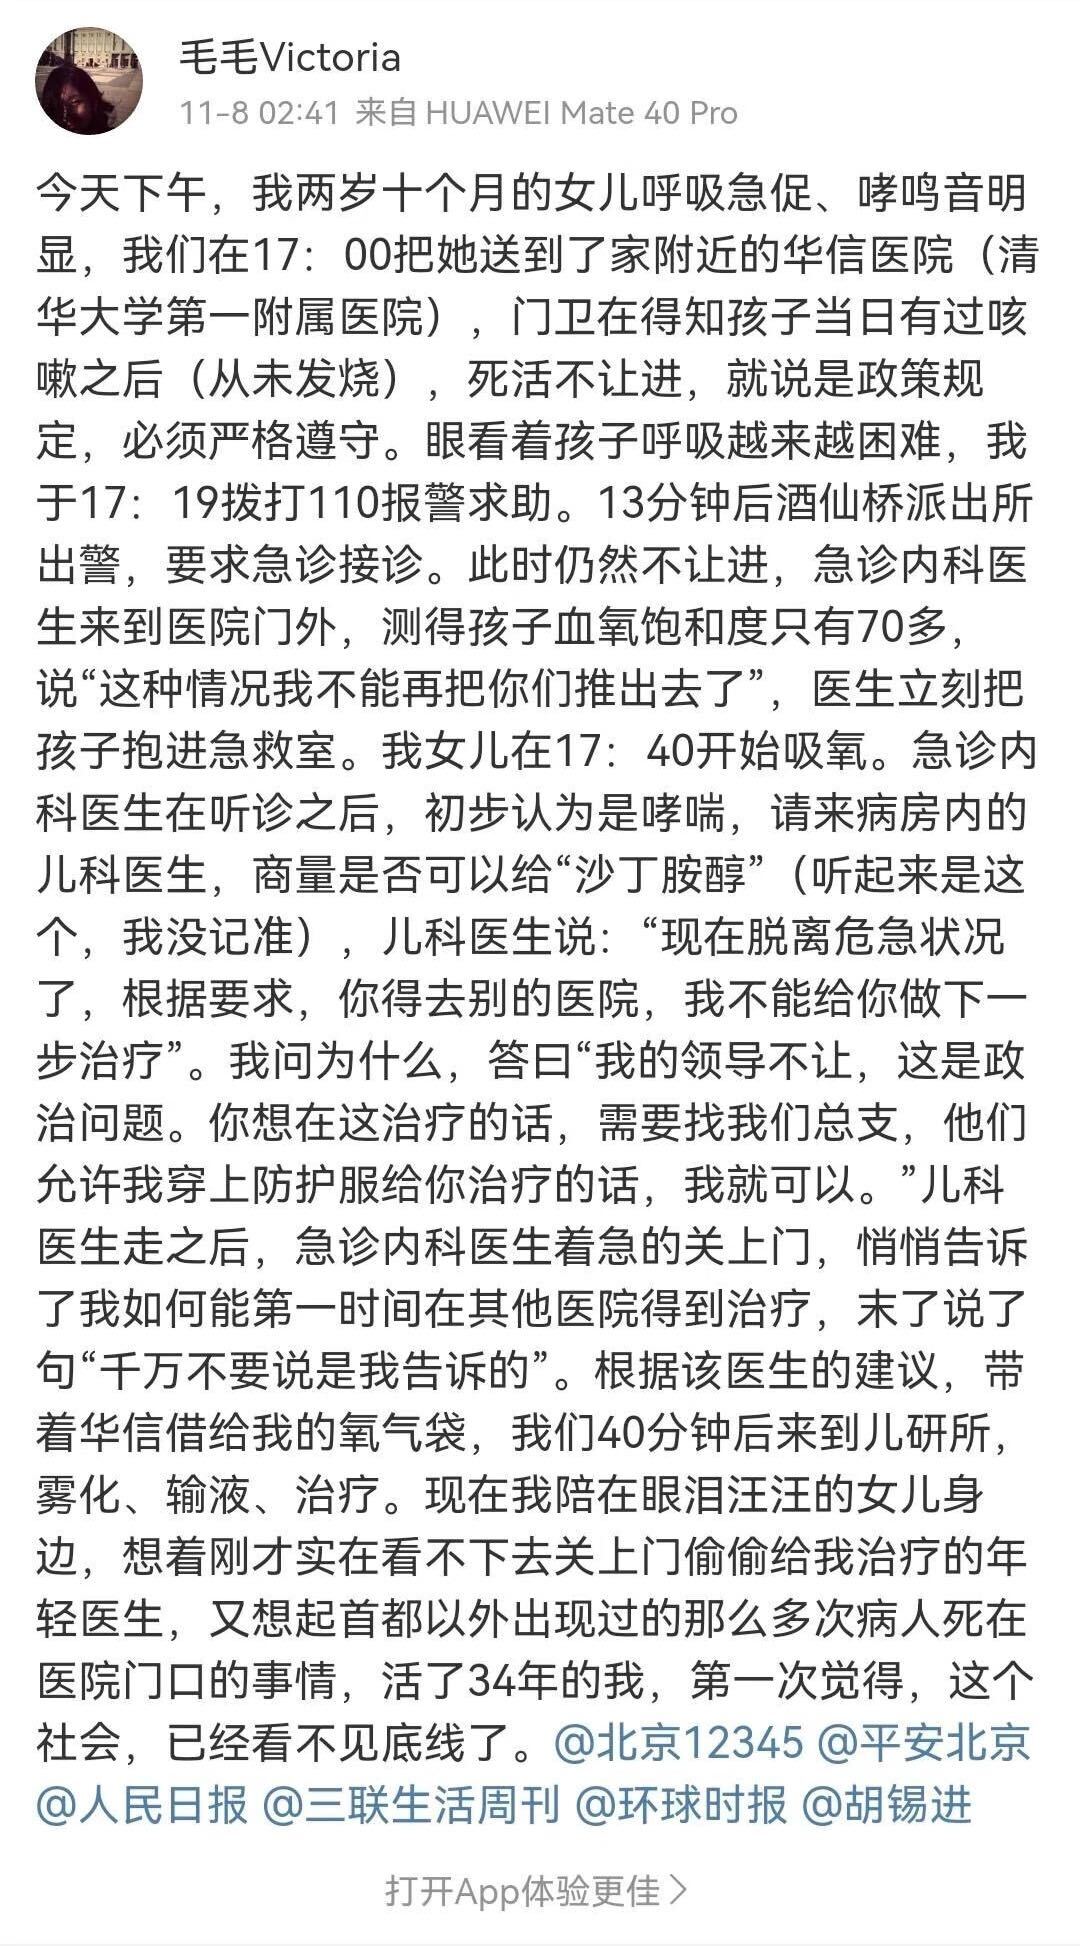 毛毛Victoria
11-8 02:41 来自 HUAWEI Mate 40 Pro
今天下午，我两岁十个月的女儿呼吸急促、哮鸣音明
显，我们在17：00把她送到了家附近的华信医院（清
华大学第一附属医院），门卫在得知孩子当日有过咳
嗽之后（从未发烧），死活不让进，就说是政策规
定，必须严格遵守。眼看着孩子呼吸越来越困难，我
于17：19拨打110报警求助。13分钟后酒仙桥派出所
出警，要求急诊接诊。此时仍然不让进，急诊内科医
生来到医院门外，测得孩子血氧饱和度只有70多，
说“这种情况我不能再把你们推出去了”，医生立刻把
孩子抱进急救室。我女儿在17：40开始吸氧。急诊内
科医生在听诊之后，初步认为是哮喘，请来病房内的
儿科医生，商量是否可以给“沙丁胺醇”（听起来是这
个，我没记准），儿科医生说：“现在脱离危急状况
了，根据要求，你得去别的医院，我不能给你做下一
步治疗”。我问为什么，答曰“我的领导不让，这是政
治问题。你想在这治疗的话，需要找我们总支，他们
允许我穿上防护服给你治疗的话，我就可以。”儿科
医生走之后，急诊内科医生着急的关上门，悄悄告诉
了我如何能第一时间在其他医院得到治疗，末了说了
句“千万不要说是我告诉的”。根据该医生的建议，带
着华信借给我的氧气袋，我们40分钟后来到儿研所，
雾化、输液、治疗。现在我陪在眼泪汪汪的女儿身
边，想着刚才实在看不下去关上门偷偷给我治疗的年
轻医生，又想起首都以外出现过的那么多次病人死在
医院门口的事情，活了34年的我，第一次觉得，这个
社会，已经看不见底线了。@北京12345 @平安北京
@人民日报 @三联生活周刊 @环球时报 @胡锡进
打开App体验更佳